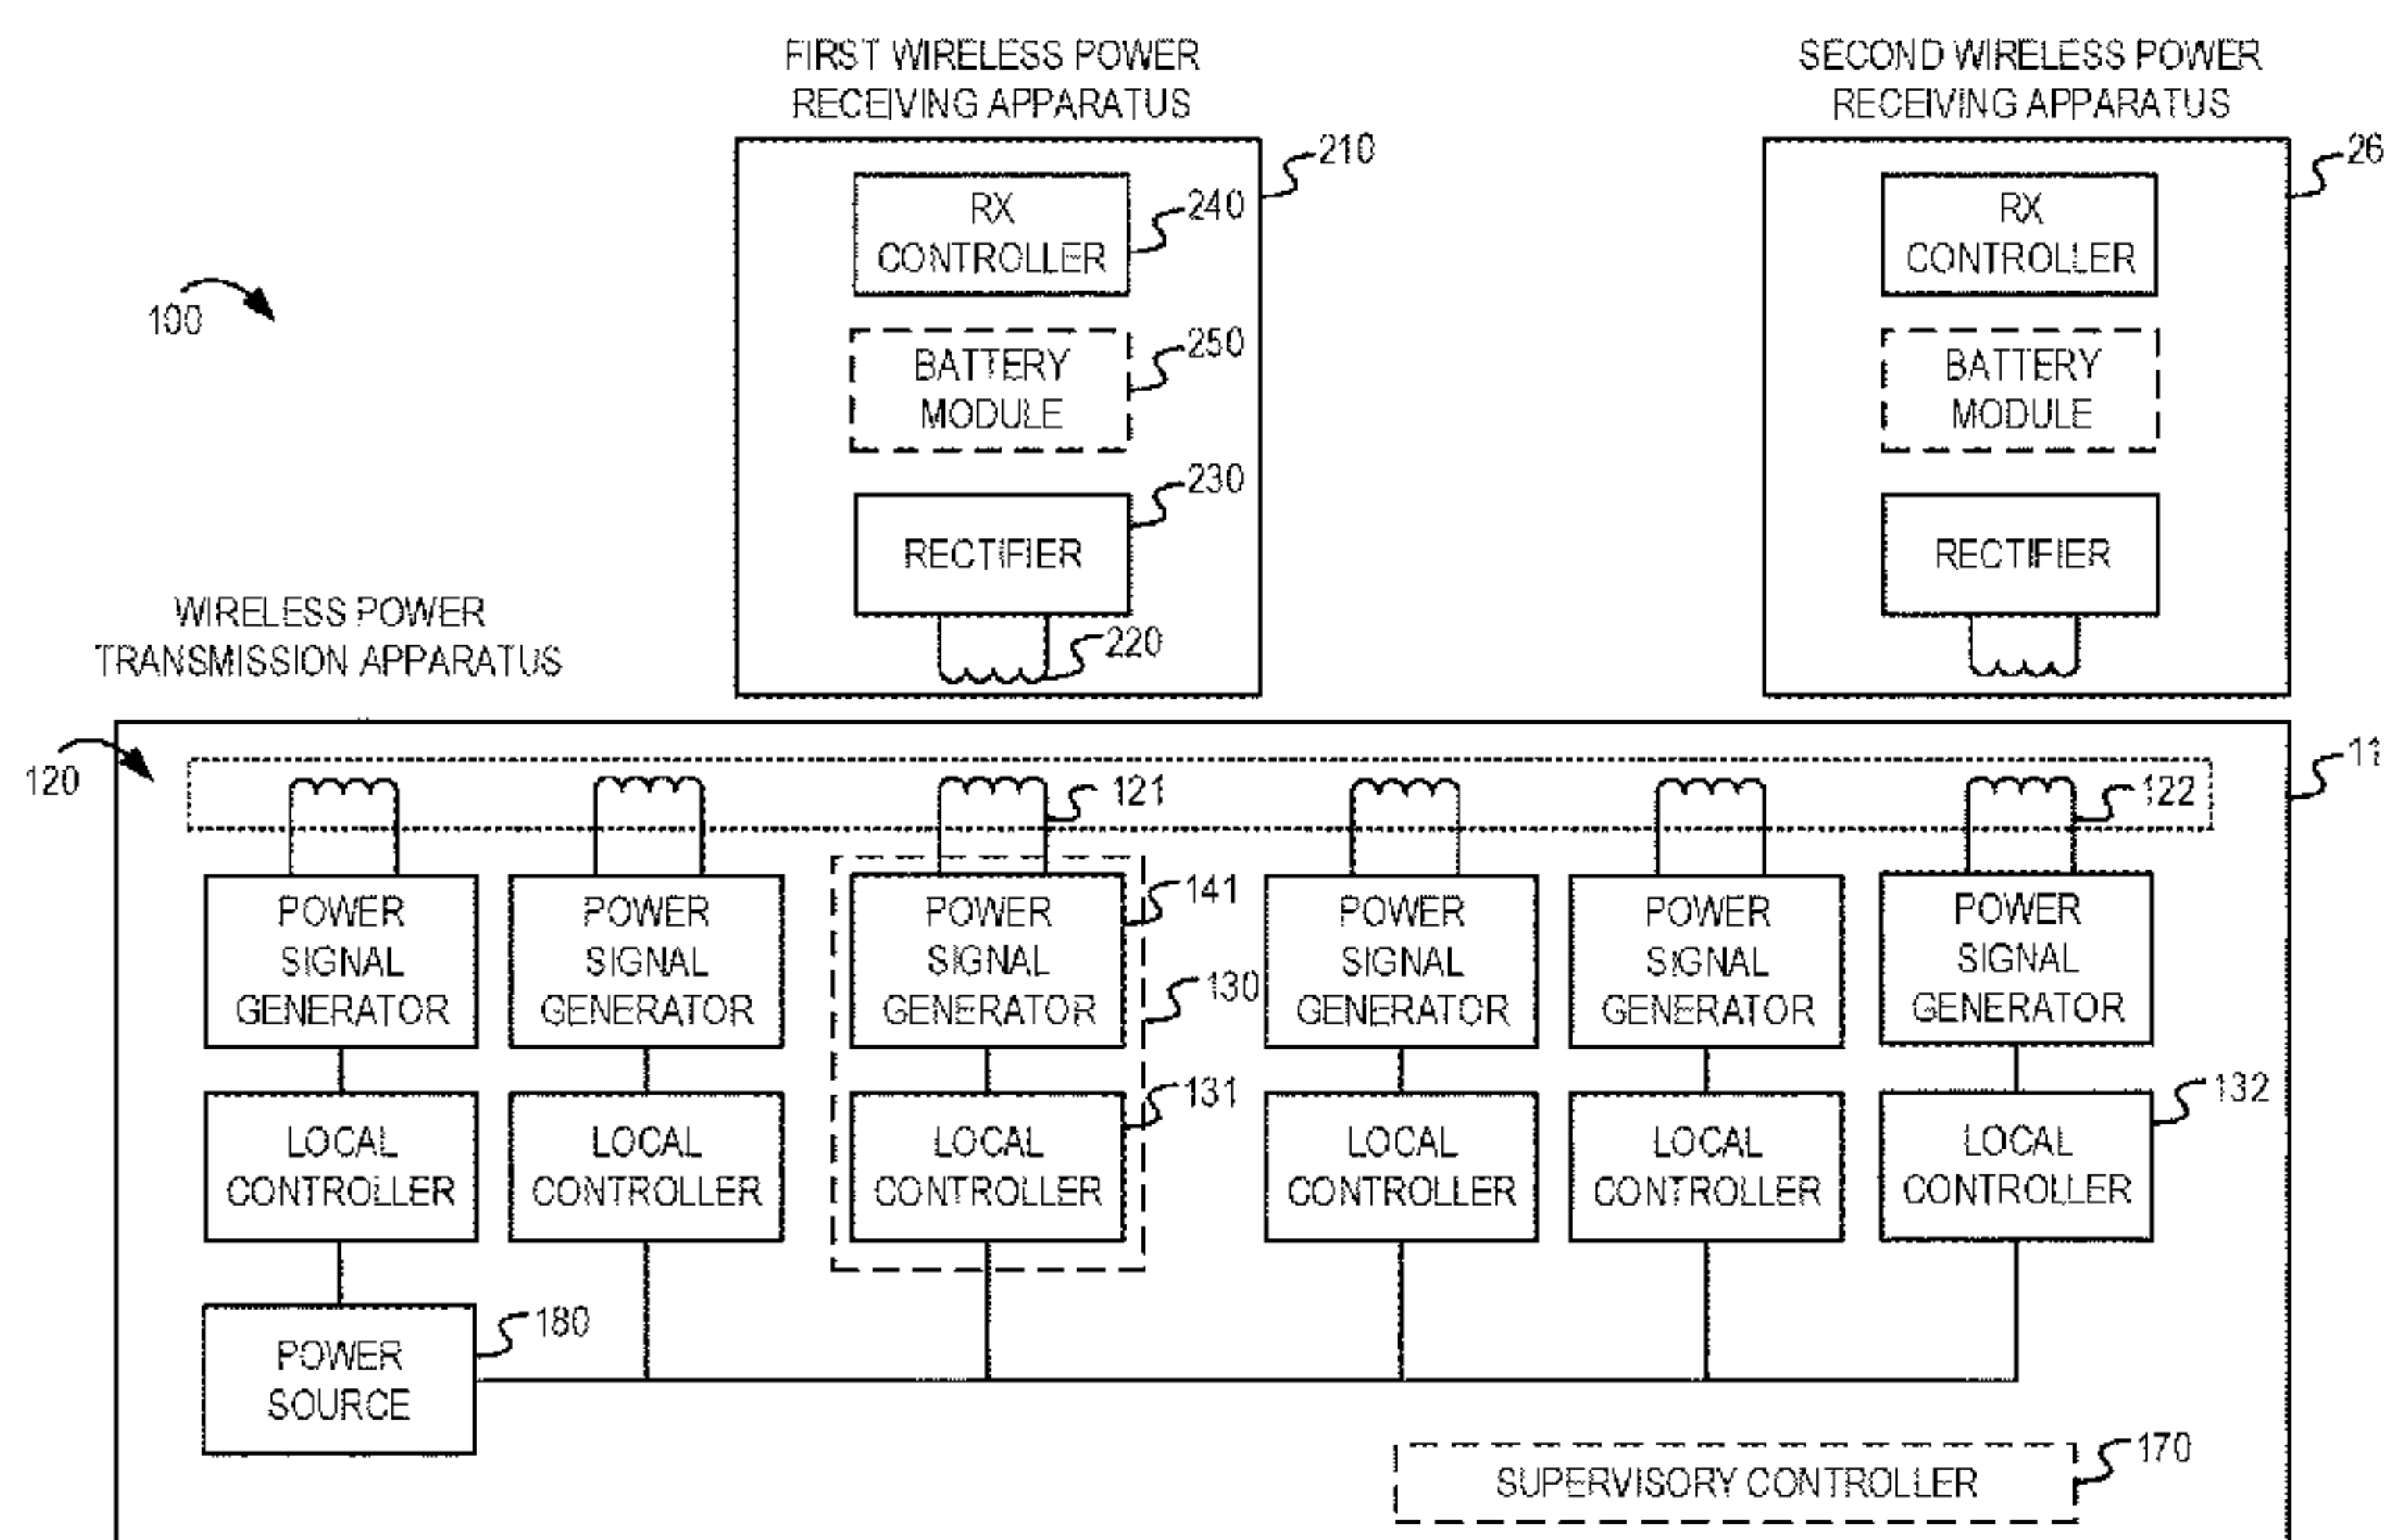 FIRST WIRELESS POWER
RECEIVING APPARATUS
SECOND WIRELESS POWER
RECEIVING APPARATUS
210
26
RX
CONTROLLER
240
RX
CONTROLLER
100
BATTERY
MODULE
250
BATTERY
MODULE
230
RECTIFIER
RECTIFIER
220
WIRELESS POWER
TRANSMISSION APPARATUS
120
121
122
11
POWER
SIGNAL
GENERATOR
POWER
SIGNAL
GENERATOR
POWER
SIGNAL
GENERATOR
141
130
POWER
SIGNAL
GENERATOR
POWER
SIGNAL
GENERATOR
POWER
SIGNAL
GENERATOR
LOCAL
CONTROLLER
LOCAL
CONTROLLER
LOCAL
CONTROLLER
131
LOCAL
CONTROLLER
LOCAL
CONTROLLER
LOCAL
CONTROLLER
132
POWER
SOURCE
180
SUPERVISORY CONTROLLER
170